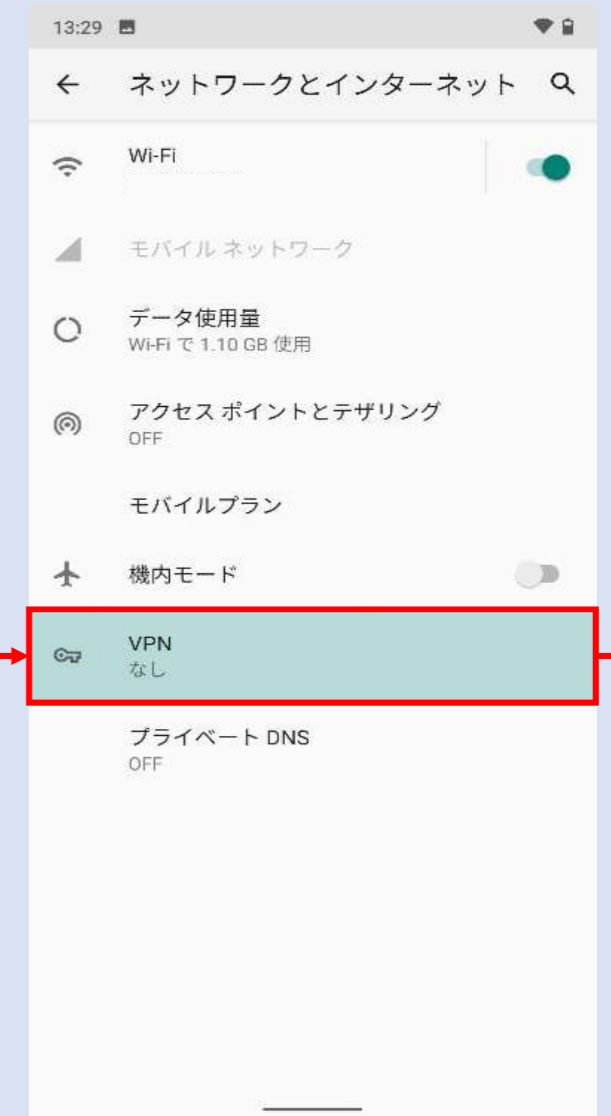 13:29
ネットワークとインターネット
Wi-Fi
モバイル ネットワーク
データ使用量
Wi-Fi で 1.10 GB 使用
アクセス ポイントとテザリング
OFF
モバイルプラン
機内モード
VPN
なし
プライベート DNS
OFF